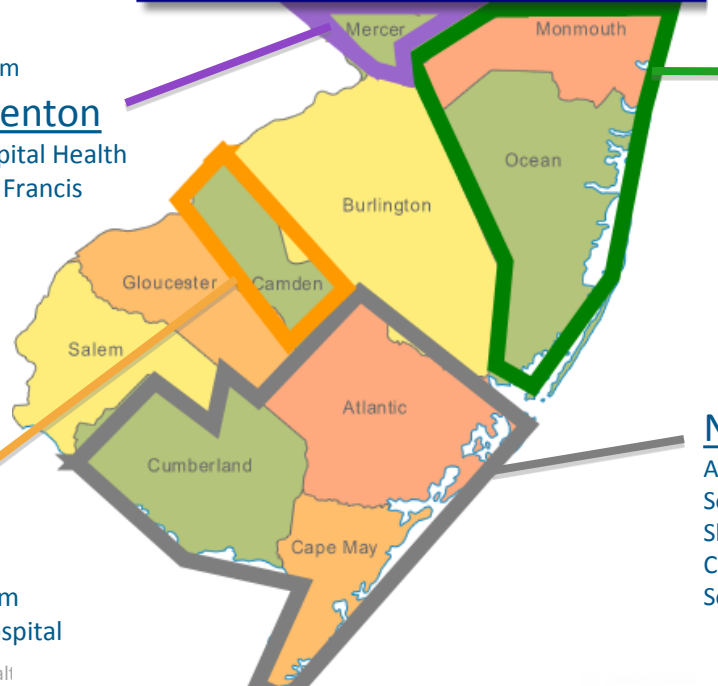 Mercer
Monmouth
m
enton
pital Health
Francis
Ocean
Burlington
Gloucester
Camden
Salem
Atlantic
N
A
S
S
C
S
Cumberland
Cape May
m
spital